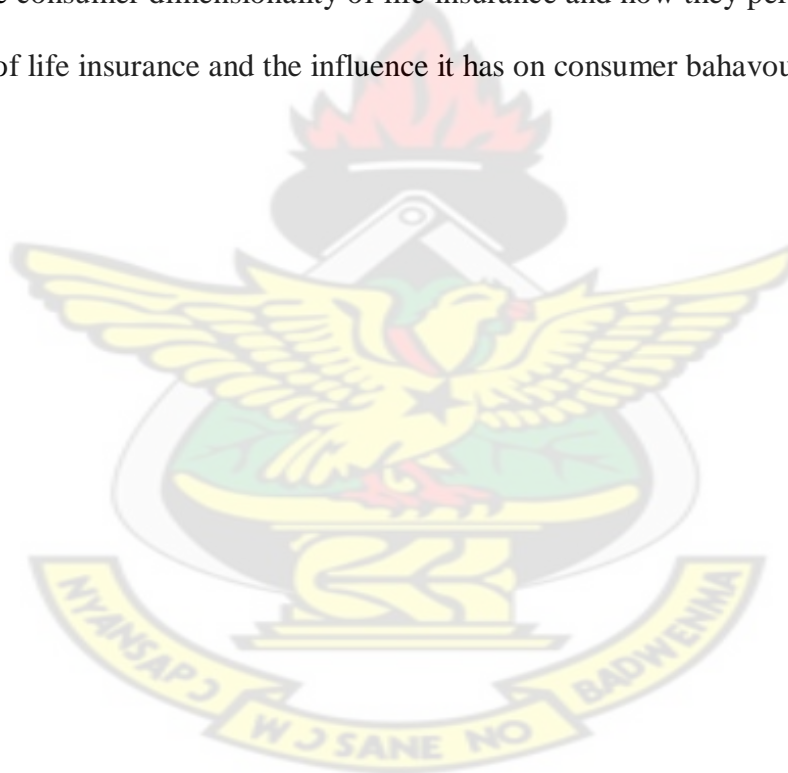 consumer dimensionality of life insurance and how they per
of life insurance and the influence it has on consumer bahavou
NYANSAPƆ
WƆSANE NO
BADWENMA